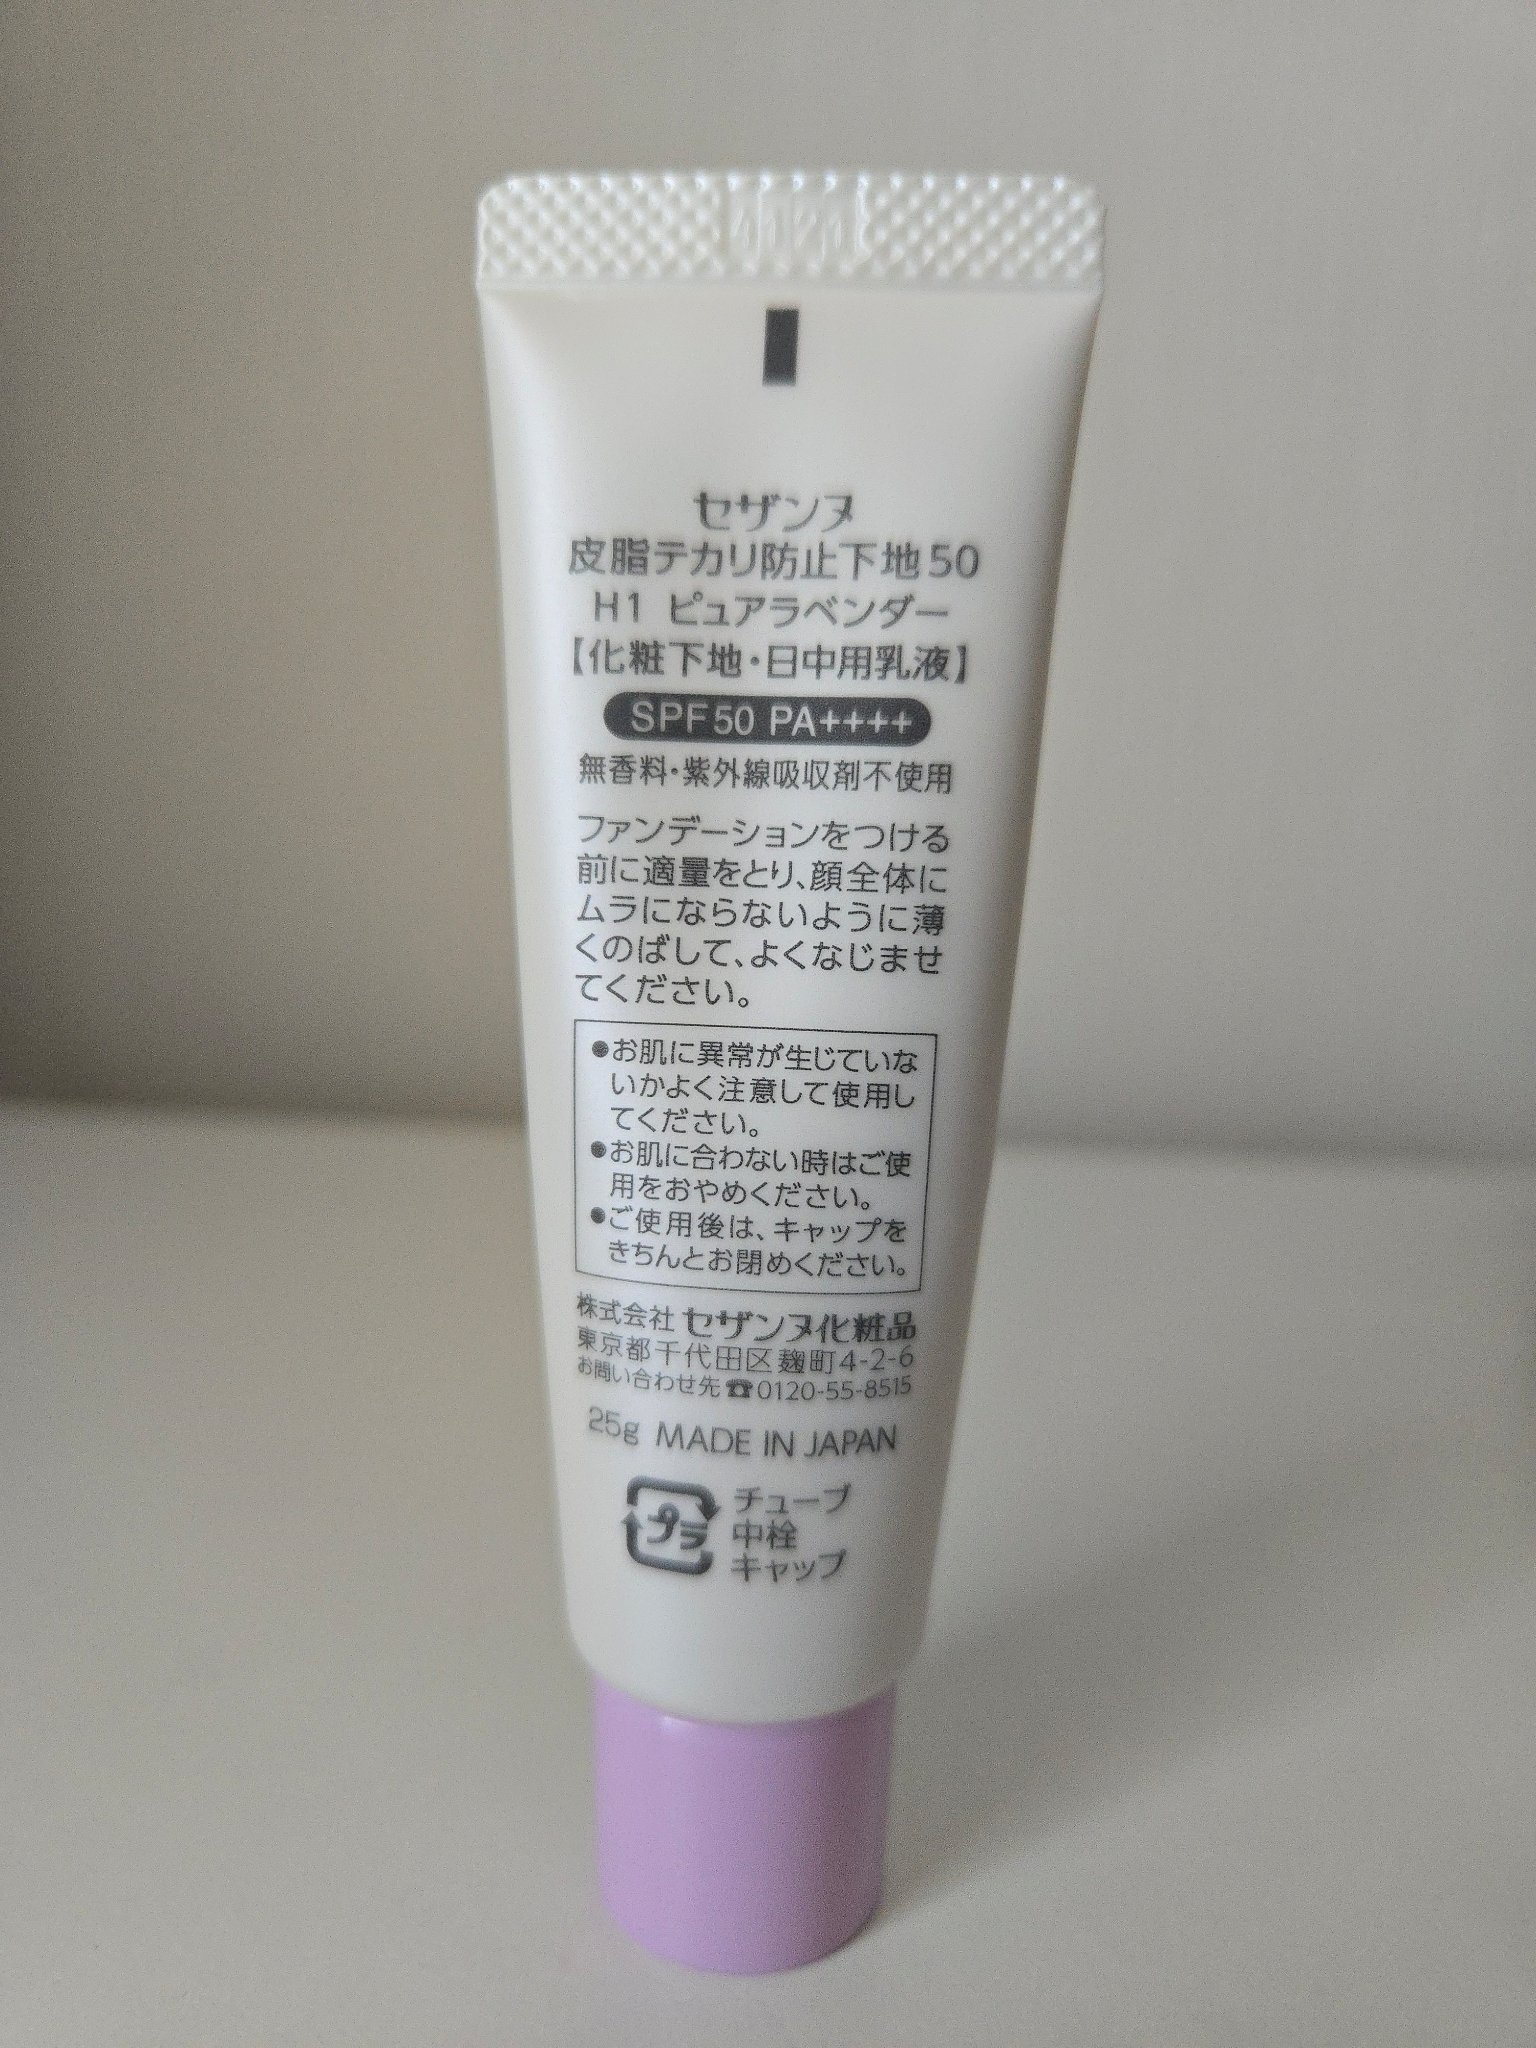 セザンヌ
皮脂テカリ防止下地50
H1 ピュアラベンダー
【化粧下地・日中用乳液】
SPF50 PA++++
無香料・紫外線吸収剤不使用
ファンデーションをつける
前に適量をとり、顔全体に
ムラにならないように薄
くのばして、よくなじませ
てください。
●お肌に異常が生じていな
いかよく注意して使用し
てください。
●お肌に合わない時はご使
用をおやめください。
●ご使用後は、キャップを
きちんとお閉めください。
株式会社 セザンヌ化粧品
東京都千代田区麹町4-2-6
お問い合わせ先☎0120-55-8515
25g MADE IN JAPAN
プラ
チューブ
中栓
キャップ